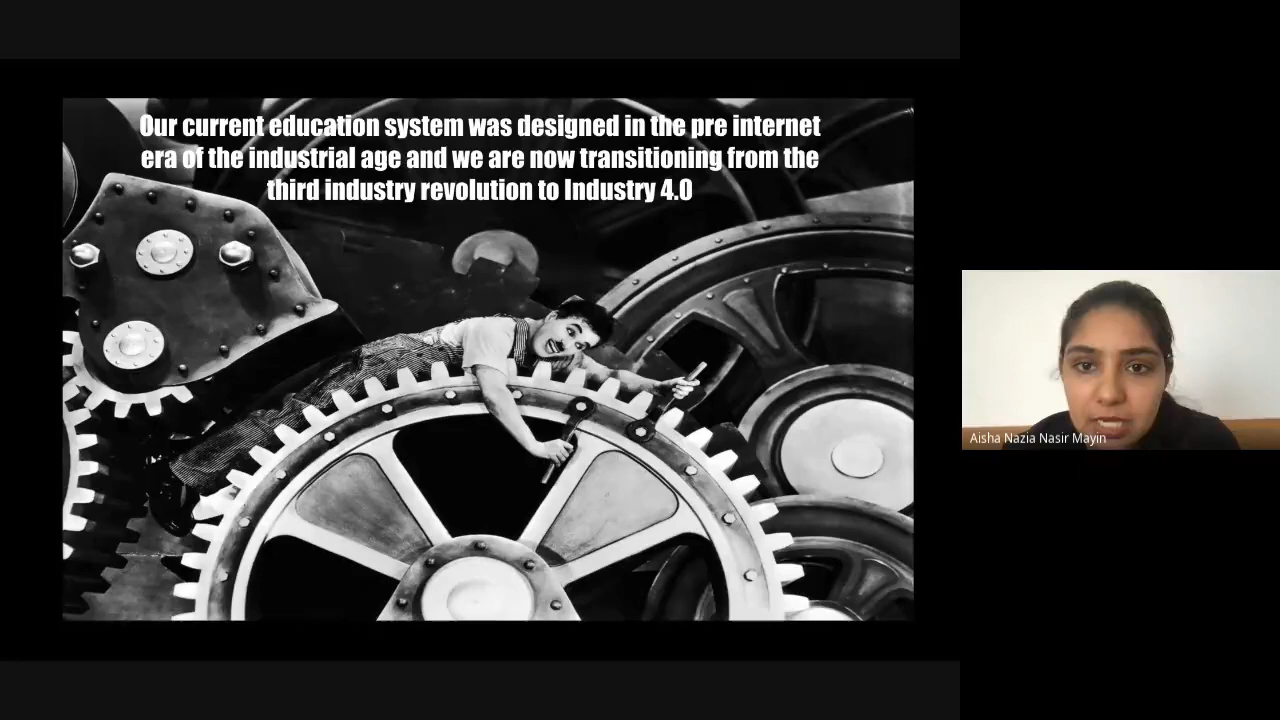 Our current education system was designed in the pre internet
era of the industrial age and we are now transitioning from the
third industry revolution to Industry 4.0
Aisha Nazia Nasir Mayin